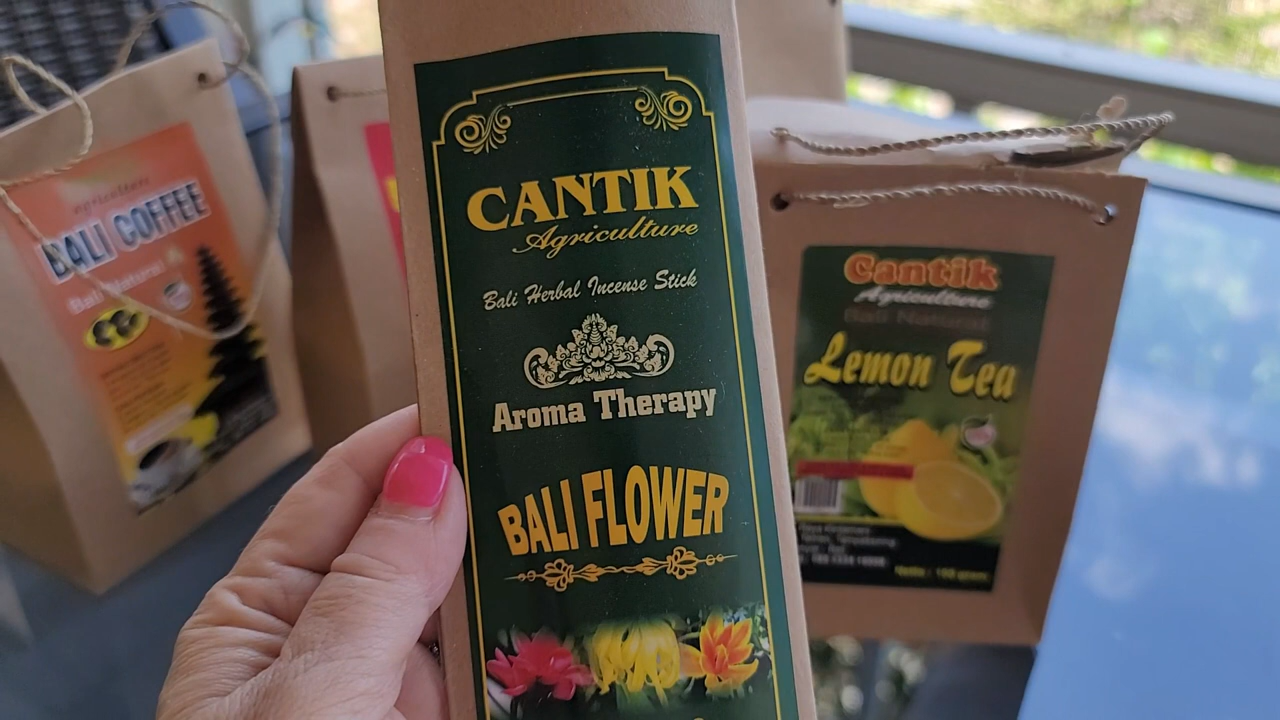 CANTIK
Agriculture
Bali Herbal Incense Stick
Aroma Therapy
BALI FLOWER
agriculture
BALI COFFEE
Bali Natural
Cantik
Agriculture
Bali Natural
Lemon Tea